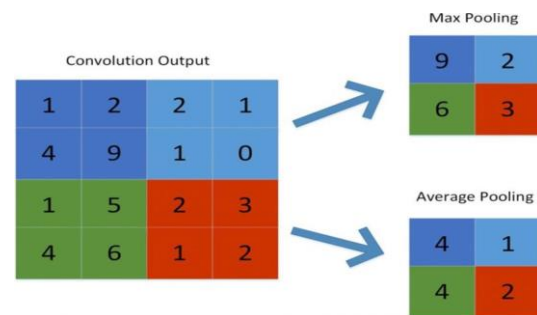 Convolution Output
1 2 2 1
4 9 1 0
1 5 2 3
4 6 1 2
Max Pooling
9 2
6 3
Average Pooling
4 1
4 2